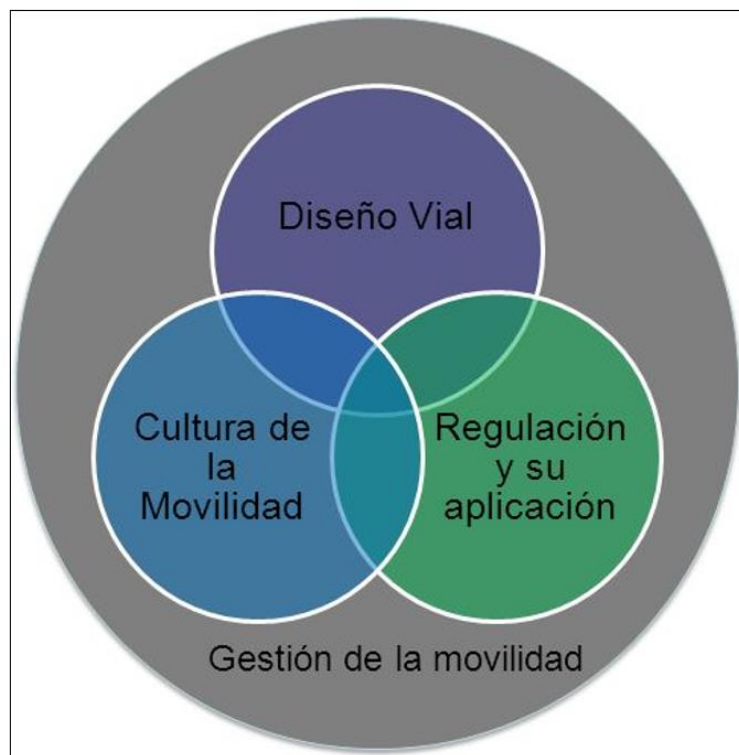 Diseño Vial
Cultura de
la
Movilidad
Regulación
y su
aplicación
Gestión de la movilidad